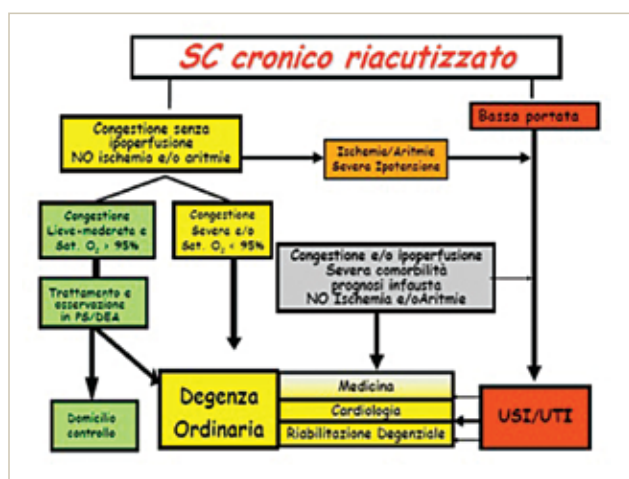 SC cronico riacutizzato
Bassa portata
Congestione senza
ipoperfusione
NO ischemia e/o aritmie
Ischemia/Aritmie
Severa Ipotensione
Congestione
Lieve-moderata e
Sat. O₂ > 95%
Congestione
Severa e/o
Sat. O₂ < 95%
Congestione e/o ipoperfusione
Severa comorbilità
prognosi infausta
NO Ischemia e/oAritmie
Trattamento e
osservazione
in PS/DEA
Domicilio
controllo
Degenza
Ordinaria
Medicina
Cardiologia
Riabilitazione Degenziale
USI/UTI